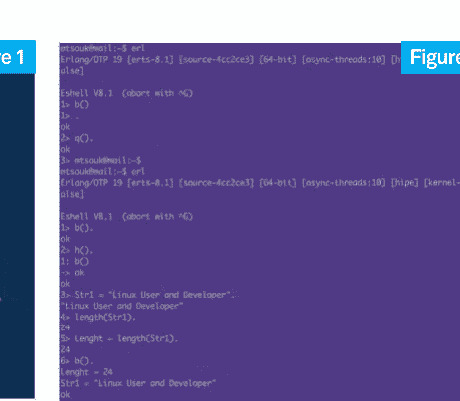 e 1
Figure
mtsouk@mail:~$ erl
Erlang/OTP 19 [erts-8.1] [source-4cc2ce3] [64-bit] [async-threads:10] [hi
alse]
Eshell V8.1  (abort with ^G)
1> b()
1> .
ok
2> q().
ok
3> mtsouk@mail:~$
mtsouk@mail:~$ erl
Erlang/OTP 19 [erts-8.1] [source-4cc2ce3] [64-bit] [async-threads:10] [hipe] [kernel-
alse]
Eshell V8.1  (abort with ^G)
1> b().
ok
2> h().
1: b()
-> ok
ok
3> Str1 = "Linux User and Developer".
"Linux User and Developer"
4> length(Str1).
24
5> Lenght = length(Str1).
24
6> b().
Lenght = 24
Str1 = "Linux User and Developer"
ok